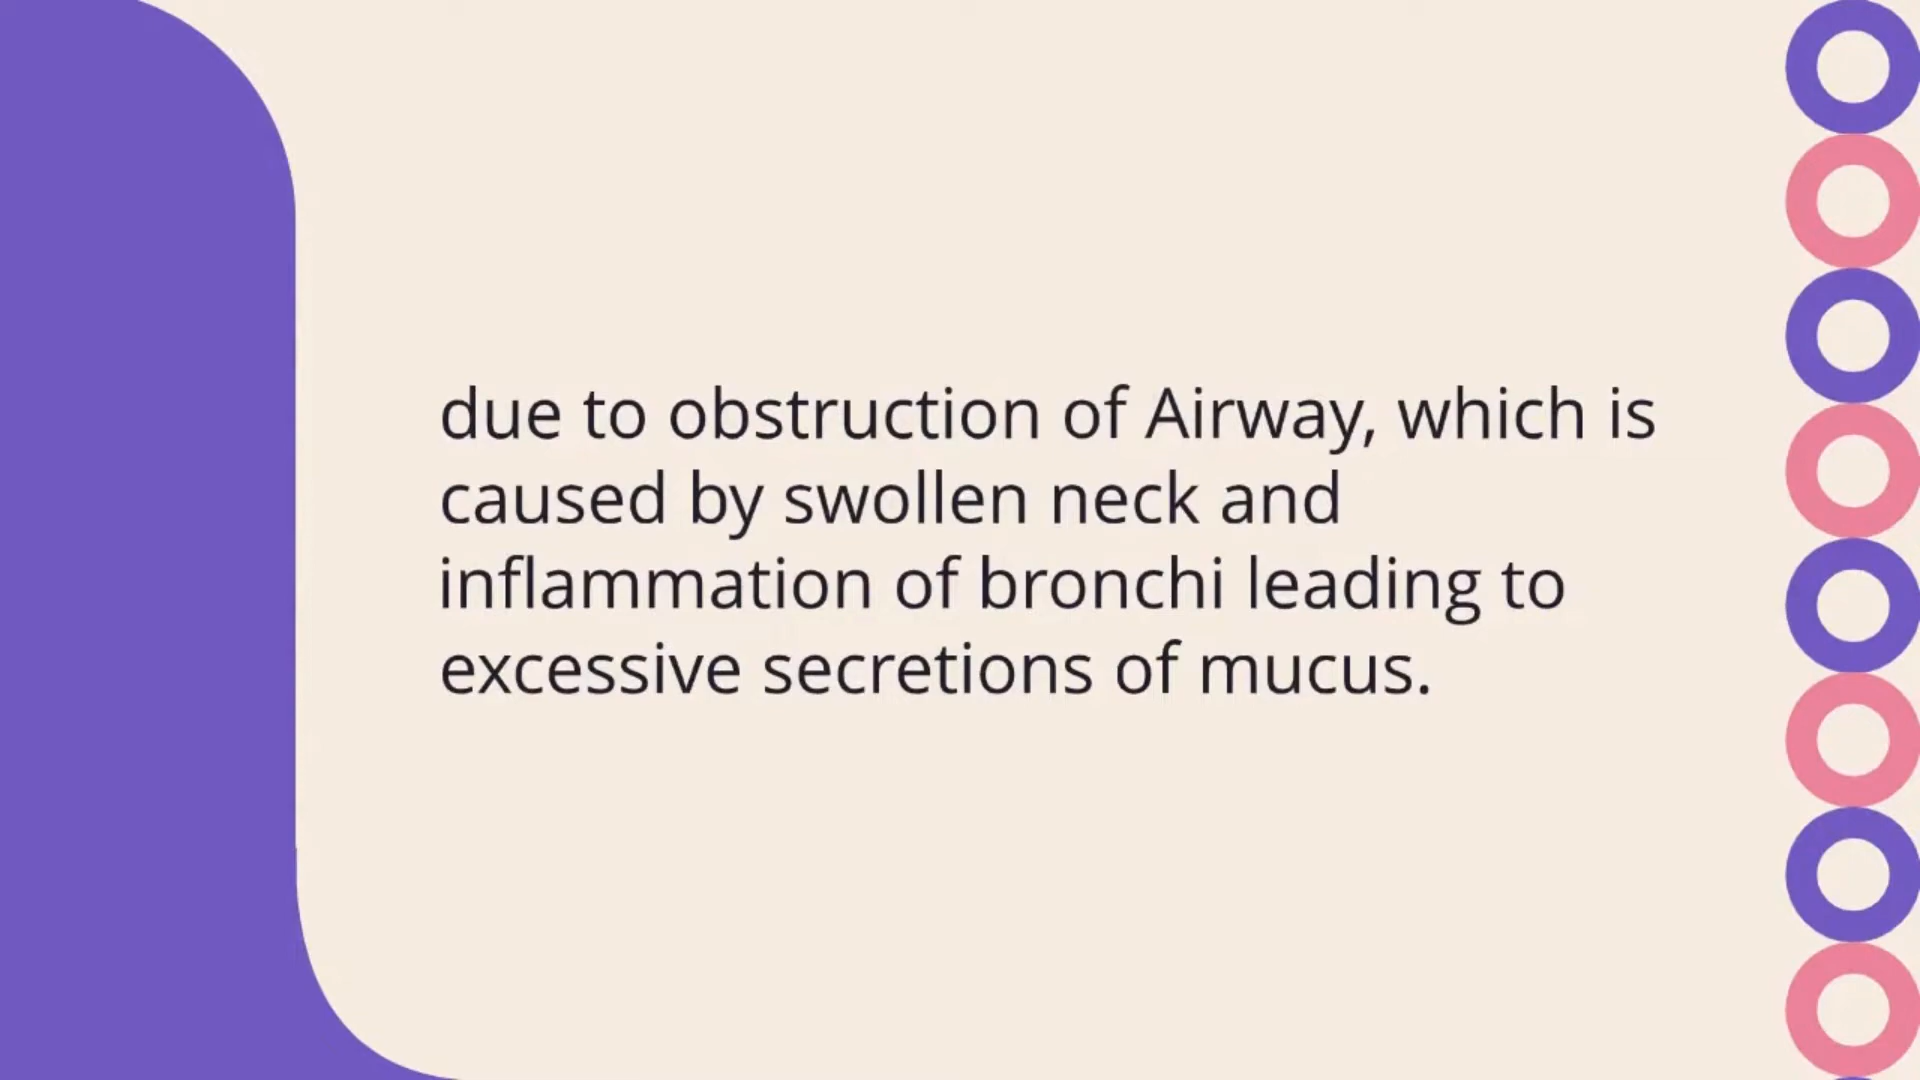 due to obstruction of Airway, which is
caused by swollen neck and
inflammation of bronchi leading to
excessive secretions of mucus.